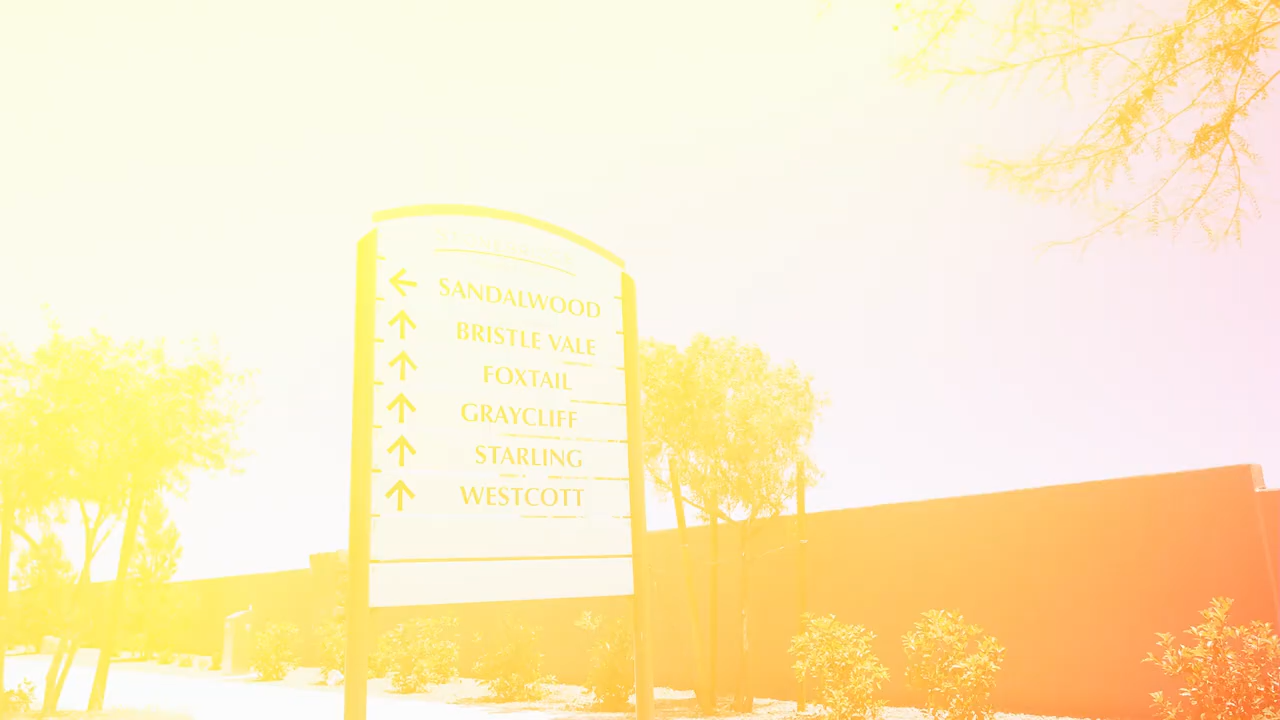 ← SANDALWOOD
↑ BRISTLE VALE
↑ FOXTAIL
↑ GRAYCLIFF
↑ STARLING
↑ WESTCOTT